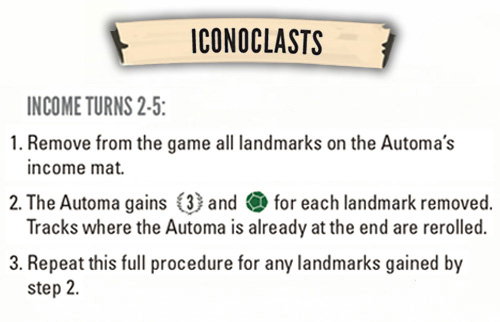 ICONOCLASTS
INCOME TURNS 2-5:
1. Remove from the game all landmarks on the Automa's
income mat.
2. The Automa gains 3 and for each landmark removed.
Tracks where the Automa is already at the end are rerolled.
3. Repeat this full procedure for any landmarks gained by
step 2.